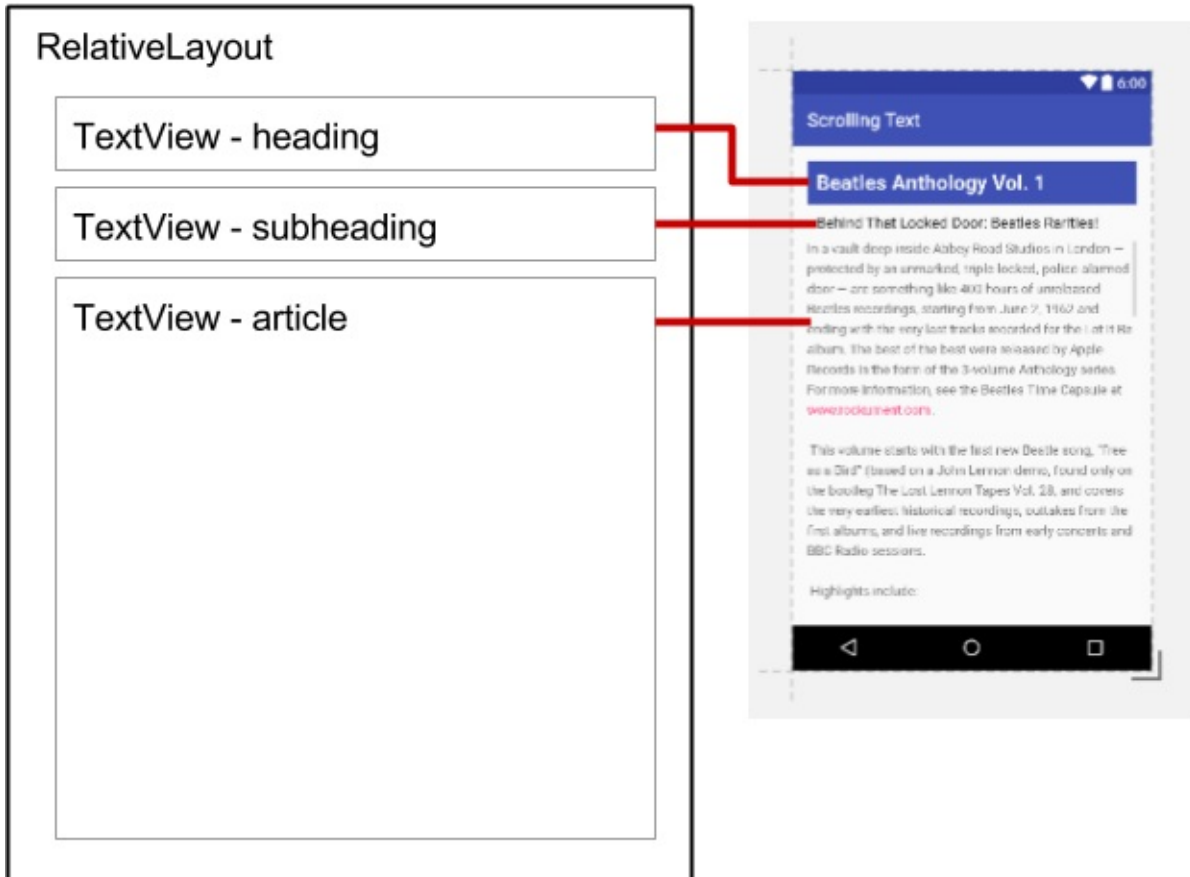 RelativeLayout
TextView - heading
TextView - subheading
TextView - article
6:00
Scrolling Text
Beatles Anthology Vol. 1
Behind That Locked Door: Beatles Rarities!
In a vault deep inside Abbey Road Studios in London —
protected by an unmarked, triple locked, police alarmed
door — are something like 400 hours of unreleased
Beatles recordings, starting from June 2, 1962 and
ending with the very last tracks recorded for the Let It Be
album. The best of the best were released by Apple
Records in the form of the 3-volume Anthology series.
For more information, see the Beatles Time Capsule at
www.rockument.com.
This volume starts with the first new Beatle song, "Free
as a Bird" (based on a John Lennon demo, found only on
the bootleg The Lost Lennon Tapes Vol. 28, and covers
the very earliest historical recordings, outtakes from the
first albums, and live recordings from early concerts and
BBC Radio sessions.
Highlights include: